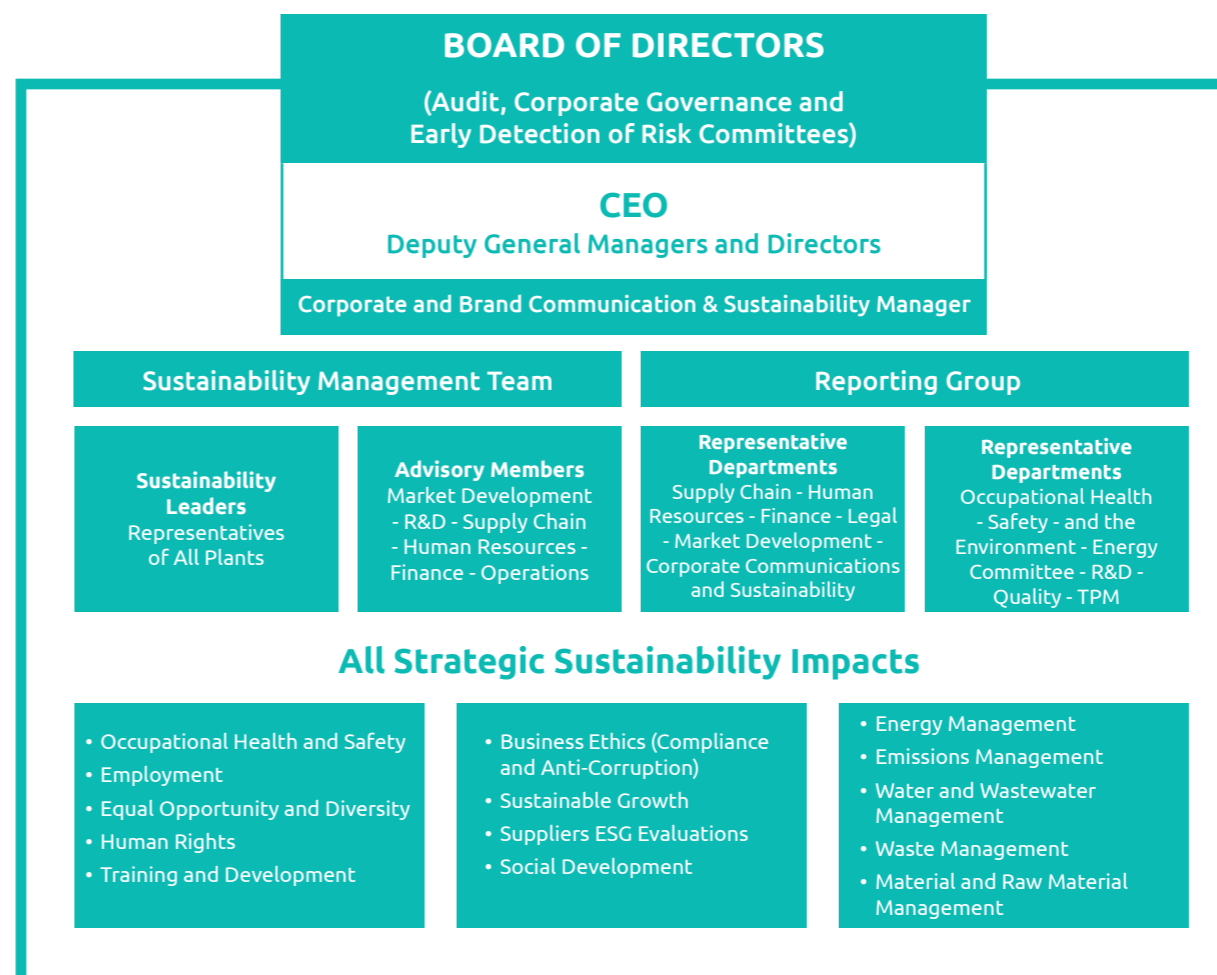 BOARD OF DIRECTORS
(Audit, Corporate Governance and
Early Detection of Risk Committees)
CEO
Deputy General Managers and Directors
Corporate and Brand Communication & Sustainability Manager
Sustainability Management Team
Reporting Group
Sustainability
Leaders
Representatives
of All Plants
Advisory Members
Market Development
- R&D - Supply Chain
- Human Resources -
Finance - Operations
Representative
Departments
Supply Chain - Human
Resources - Finance - Legal
- Market Development -
Corporate Communications
and Sustainability
Representative
Departments
Occupational Health
- Safety - and the
Environment - Energy
Committee - R&D -
Quality - TPM
All Strategic Sustainability Impacts
• Occupational Health and Safety
• Employment
• Equal Opportunity and Diversity
• Human Rights
• Training and Development
• Business Ethics (Compliance
and Anti-Corruption)
• Sustainable Growth
• Suppliers ESG Evaluations
• Social Development
• Energy Management
• Emissions Management
• Water and Wastewater
Management
• Waste Management
• Material and Raw Material
Management